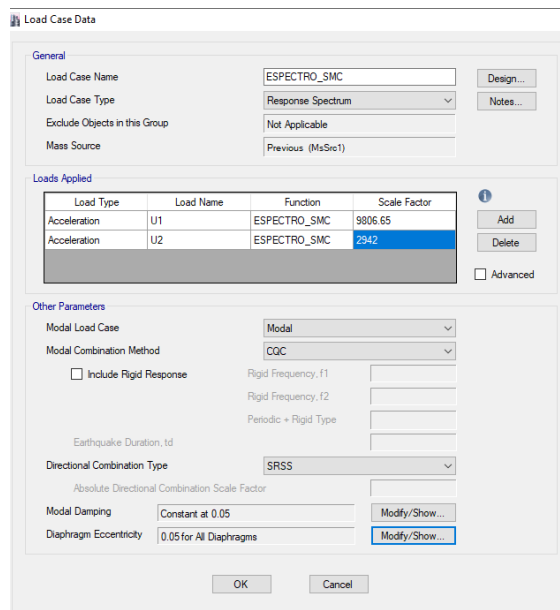 Load Case Data
General
Load Case Name ESPECTRO_SMC Design...
Load Case Type Response Spectrum Notes...
Exclude Objects in this Group Not Applicable
Mass Source Previous (MsSrc1)
Loads Applied
Load Type Load Name Function Scale Factor
Acceleration U1 ESPECTRO_SMC 9806.65 Add
Acceleration U2 ESPECTRO_SMC 2942 Delete
Advanced
Other Parameters
Modal Load Case Modal
Modal Combination Method CQC
Include Rigid Response Rigid Frequency, f1
Rigid Frequency, f2
Periodic + Rigid Type
Earthquake Duration, td
Directional Combination Type SRSS
Absolute Directional Combination Scale Factor
Modal Damping Constant at 0.05 Modify/Show...
Diaphragm Eccentricity 0.05 for All Diaphragms Modify/Show...
OK Cancel